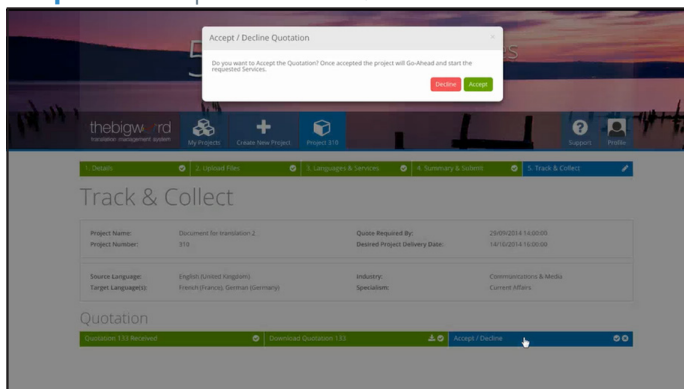 Accept / Decline Quotation
Do you want to Accept the Quotation? Once accepted the project will Go-Ahead and start the
requested Services.
Decline Accept
thebigword
translation management system
My Projects Create New Project Project 310 Support Profile
1. Details 2. Upload Files 3. Languages & Services 4. Summary & Submit 5. Track & Collect
Track & Collect
Project Name: Document for translation 2 Quote Required By: 29/09/2014 16:00:00
Project Number: 310 Desired Project Delivery Date: 14/10/2014 16:00:00
Source Language: English (United Kingdom) Industry: Communications & Media
Target Language(s): French (France), German (Germany) Specialism: Current Affairs
Quotation
Quotation 133 Received Download Quotation 133 Accept / Decline